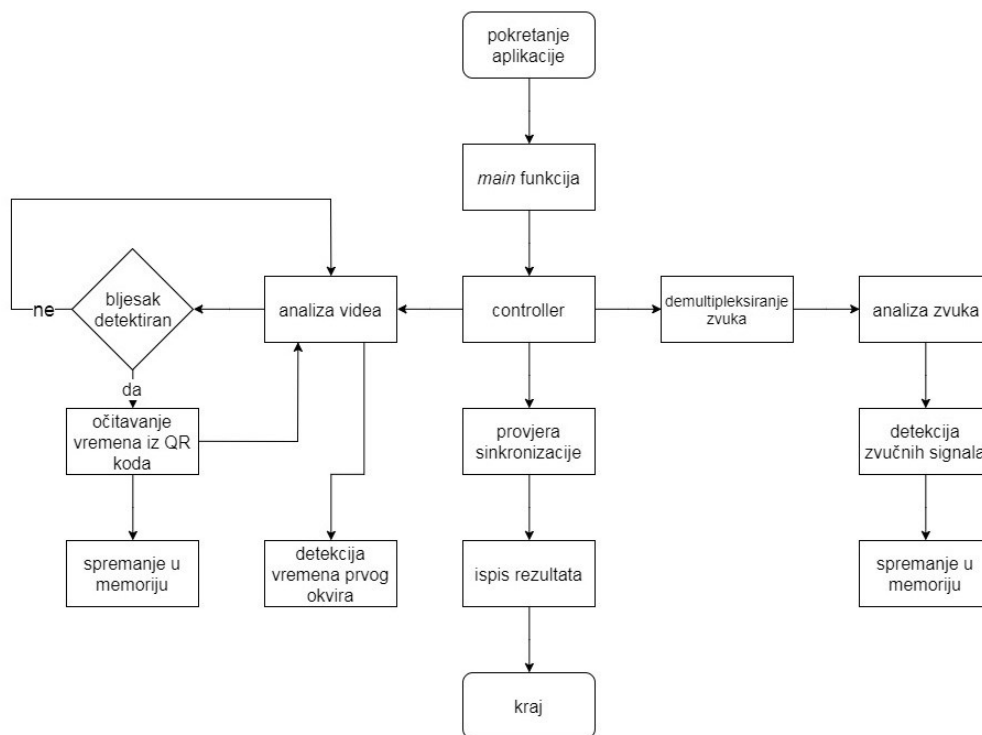 pokretanje
aplikacije
main funkcija
ne
bljesak
detektiran
analiza videa
controller
demultipleksiranje
zvuka
analiza zvuka
da
očitavanje
vremena iz QR
koda
provjera
sinkronizacije
detekcija
zvučnih signala
spremanje u
memoriju
detekcija
vremena prvog
okvira
ispis rezultata
spremanje u
memoriju
kraj